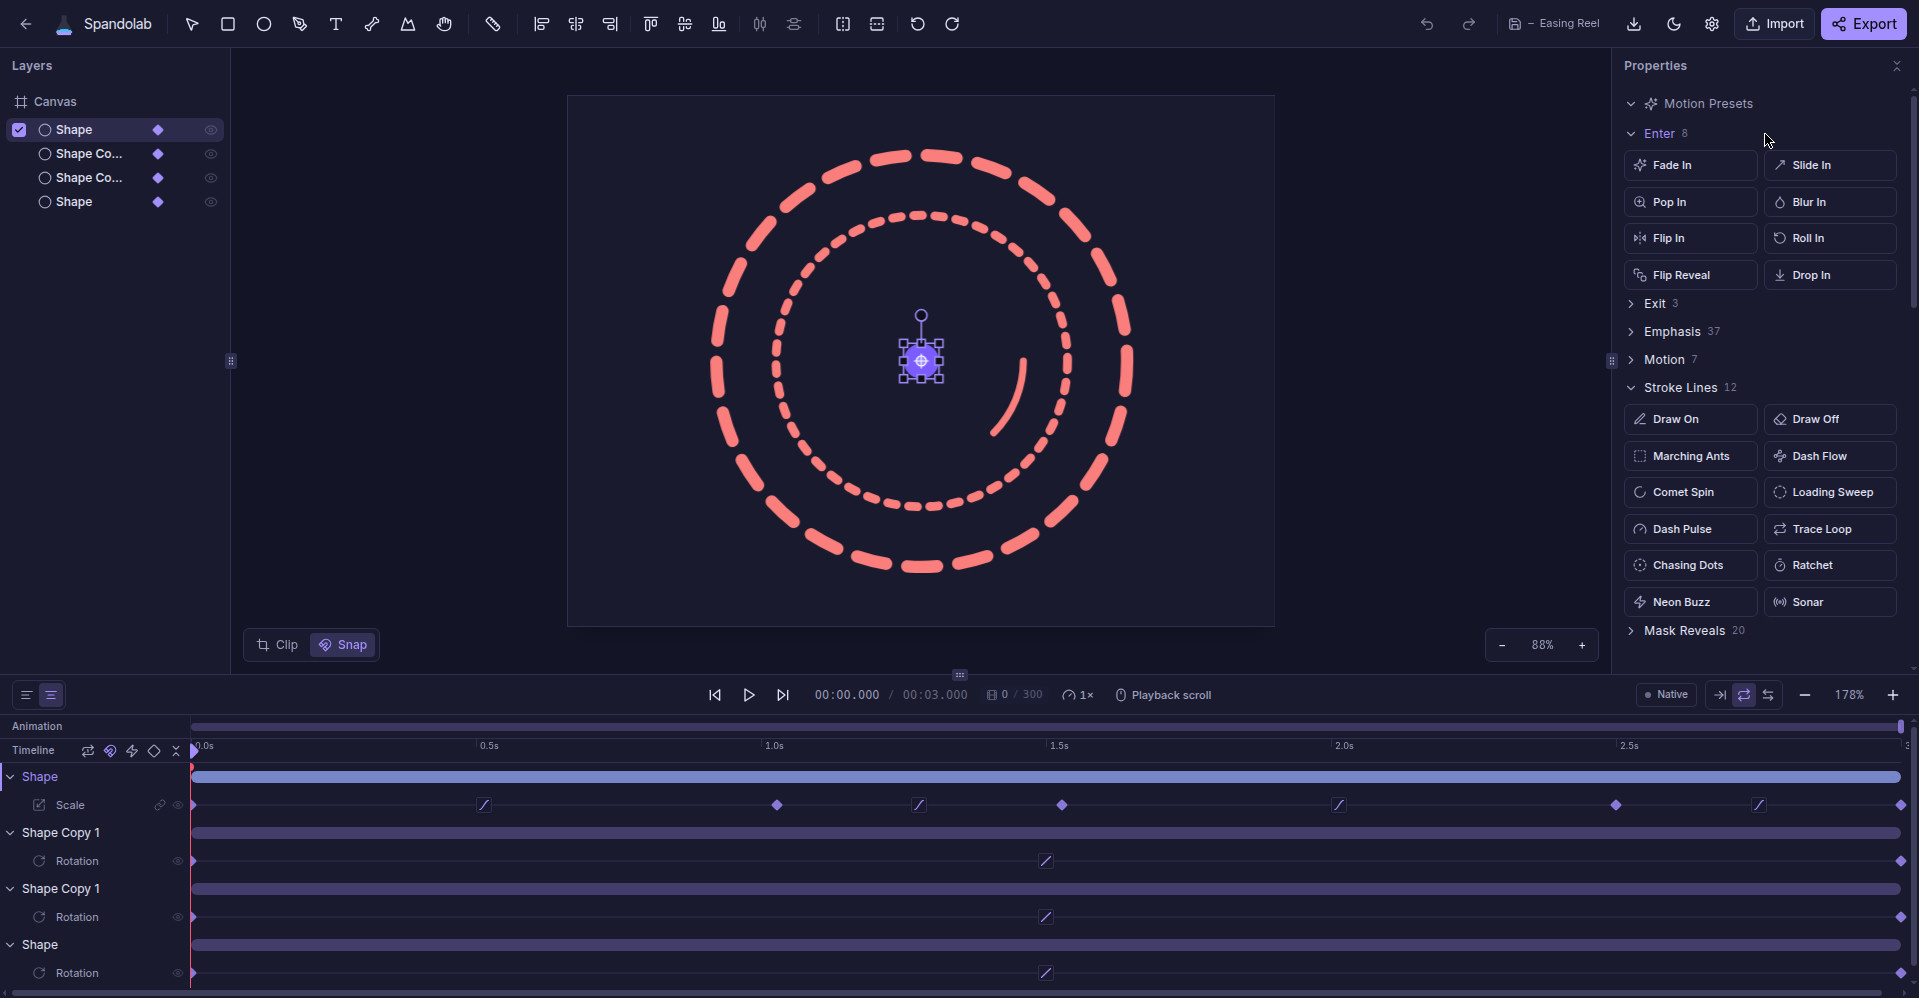 Spandolab
T
– Easing Reel
Import
Export
Layers
Canvas
Shape
Shape Co...
Shape Co...
Shape
Clip
Snap
– 88% +
Properties
Motion Presets
Enter 8
Fade In
Slide In
Pop In
Blur In
Flip In
Roll In
Flip Reveal
Drop In
Exit 3
Emphasis 37
Motion 7
Stroke Lines 12
Draw On
Draw Off
Marching Ants
Dash Flow
Comet Spin
Loading Sweep
Dash Pulse
Trace Loop
Chasing Dots
Ratchet
Neon Buzz
Sonar
Mask Reveals 20
00:00.000 / 00:03.000
0 / 300
1×
Playback scroll
Native
178%
Animation
Timeline
0.0s 0.5s 1.0s 1.5s 2.0s 2.5s 3
Shape
Scale
Shape Copy 1
Rotation
Shape Copy 1
Rotation
Shape
Rotation